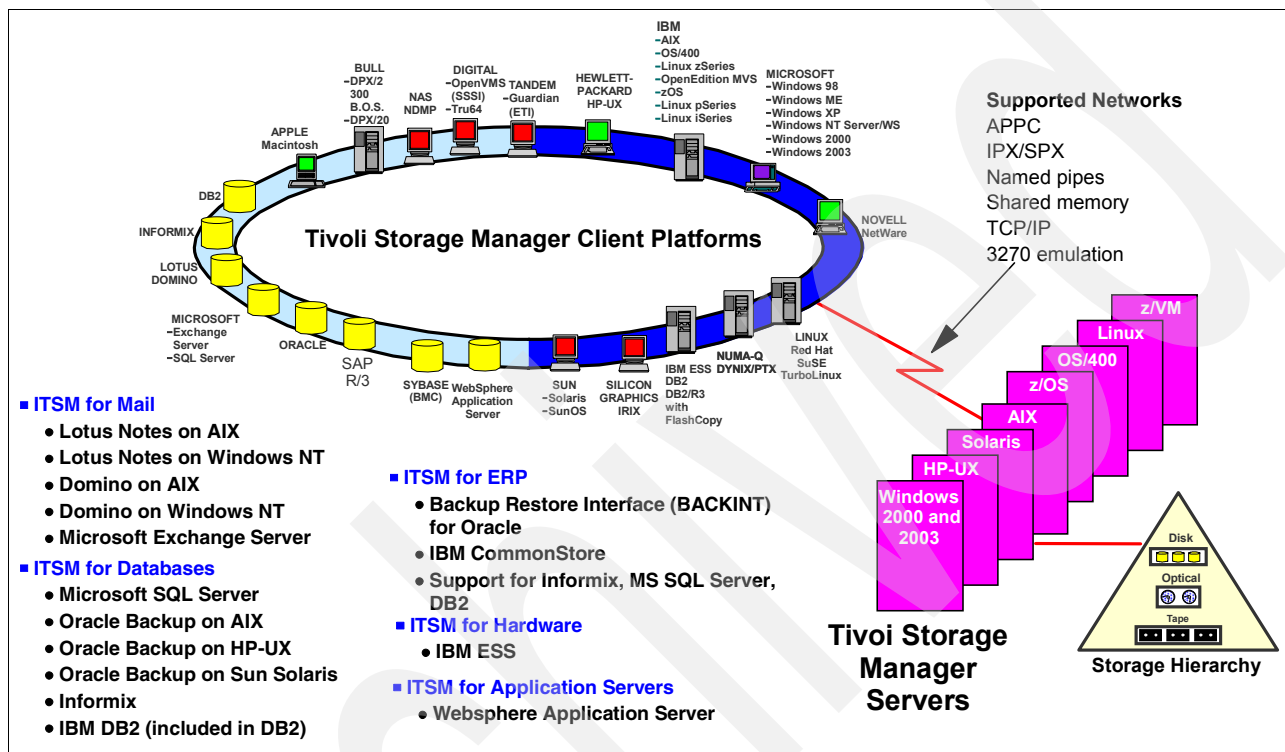 IBM
-AIX
-OS/400
-Linux zSeries
-OpenEdition MVS
-zOS
-Linux pSeries
-Linux iSeries
BULL
-DPX/2
300
B.O.S.
-DPX/20
NAS
NDMP
DIGITAL
-OpenVMS
(SSSI)
-Tru64
TANDEM
-Guardian
(ETI)
HEWLETT-
PACKARD
HP-UX
MICROSOFT
-Windows 98
-Windows ME
-Windows XP
-Windows NT Server/WS
-Windows 2000
-Windows 2003
APPLE
Macintosh
DB2
INFORMIX
LOTUS
DOMINO
MICROSOFT
-Exchange
Server
-SQL Server
ORACLE
SAP
R/3
SYBASE
(BMC)
WebSphere
Application
Server
SUN
-Solaris
-SunOS
SILICON
GRAPHICS
IRIX
IBM ESS
DB2
DB2/R3
with
FlashCopy
NUMA-Q
DYNIX/PTX
LINUX
Red Hat
SuSE
TurboLinux
NOVELL
NetWare
Tivoli Storage Manager Client Platforms
Supported Networks
APPC
IPX/SPX
Named pipes
Shared memory
TCP/IP
3270 emulation
z/VM
Linux
OS/400
z/OS
AIX
Solaris
HP-UX
Windows
2000 and
2003
Tivoi Storage
Manager
Servers
Disk
Optical
Tape
Storage Hierarchy
ITSM for Mail
Lotus Notes on AIX
Lotus Notes on Windows NT
Domino on AIX
Domino on Windows NT
Microsoft Exchange Server
ITSM for Databases
Microsoft SQL Server
Oracle Backup on AIX
Oracle Backup on HP-UX
Oracle Backup on Sun Solaris
Informix
IBM DB2 (included in DB2)
ITSM for ERP
Backup Restore Interface (BACKINT)
for Oracle
IBM CommonStore
Support for Informix, MS SQL Server,
DB2
ITSM for Hardware
IBM ESS
ITSM for Application Servers
Websphere Application Server